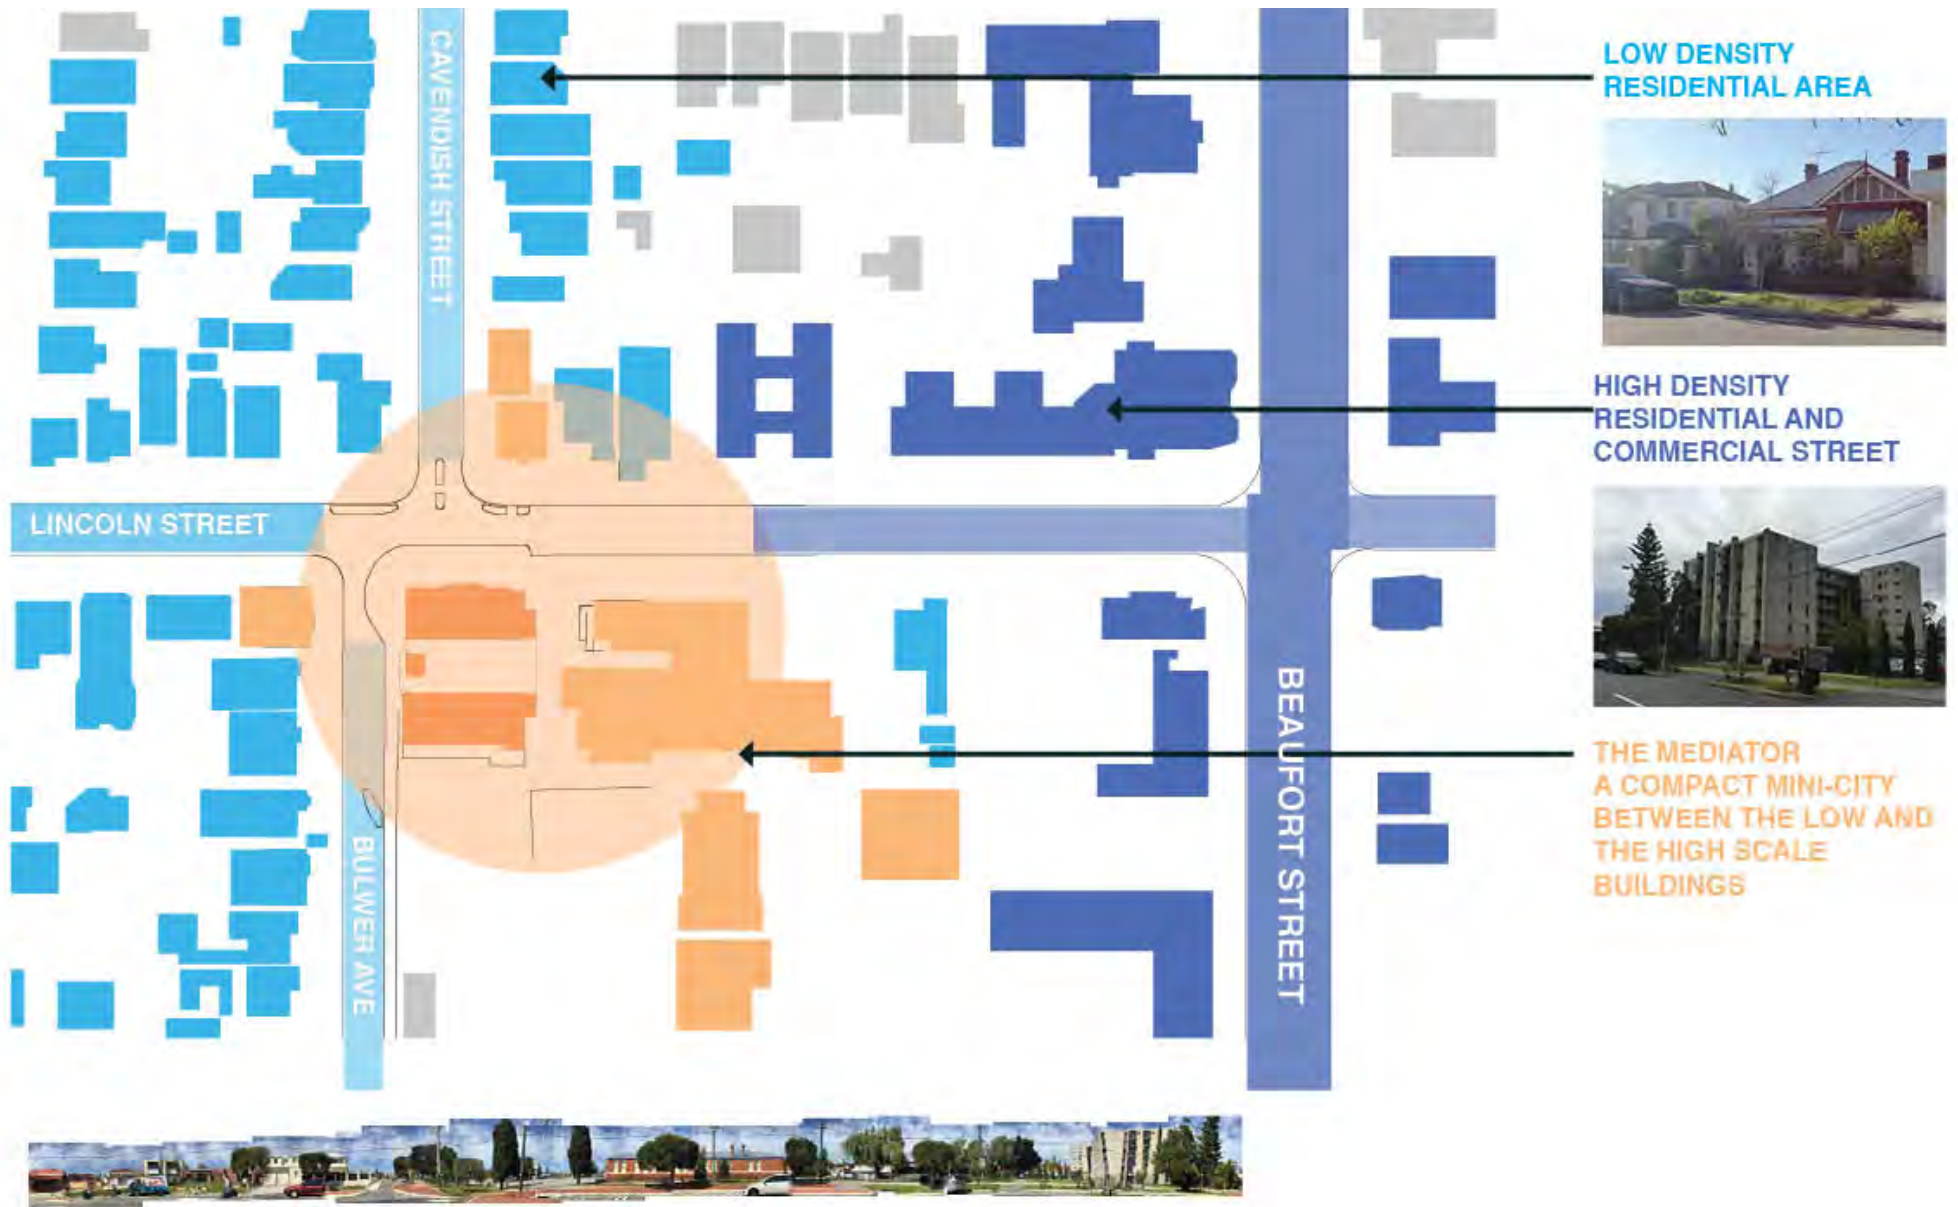 CAVENDISH STREET
LOW DENSITY
RESIDENTIAL AREA
HIGH DENSITY
RESIDENTIAL AND
COMMERCIAL STREET
LINCOLN STREET
BEAUFORT STREET
THE MEDIATOR
A COMPACT MINI-CITY
BETWEEN THE LOW AND
THE HIGH SCALE
BUILDINGS
BULWER AVE